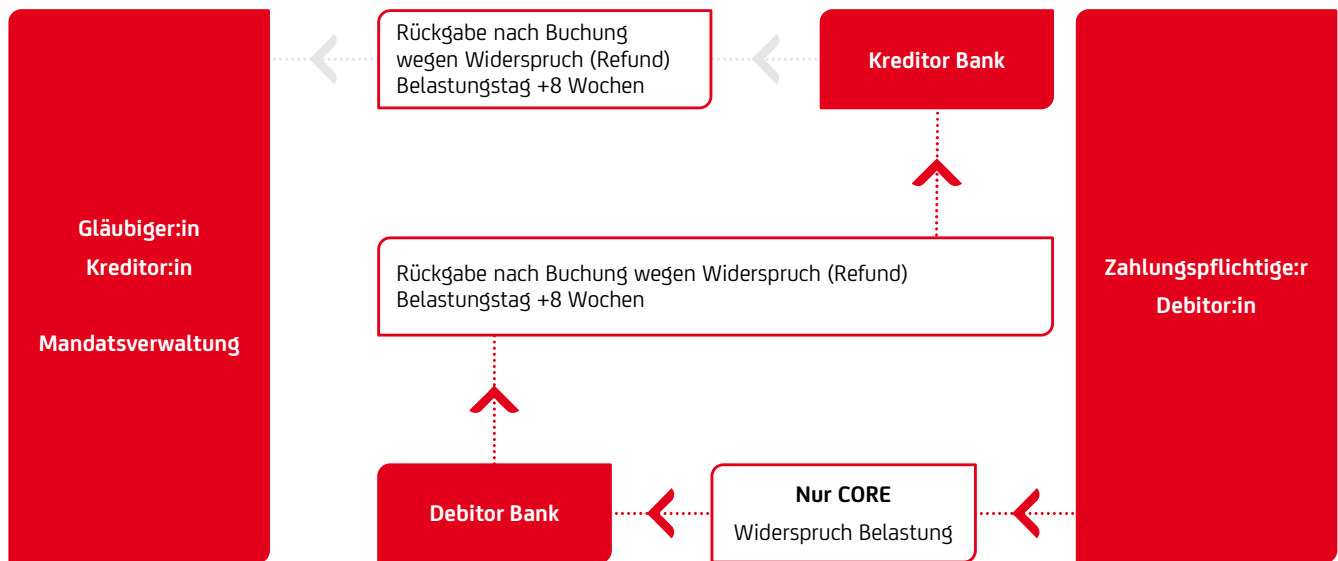 Rückgabe nach Buchung
wegen Widerspruch (Refund)
Belastungstag +8 Wochen
Kreditor Bank
Gläubiger:in
Kreditor:in
Mandatsverwaltung
Rückgabe nach Buchung wegen Widerspruch (Refund)
Belastungstag +8 Wochen
Zahlungspflichtige:r
Debitor:in
Debitor Bank
Nur CORE
Widerspruch Belastung